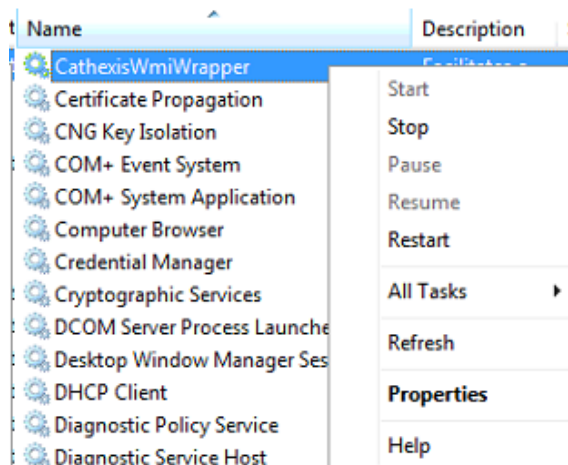 Name Description
CathexisWmiWrapper
Certificate Propagation
CNG Key Isolation
COM+ Event System
COM+ System Application
Computer Browser
Credential Manager
Cryptographic Services
DCOM Server Process Launche
Desktop Window Manager Ses
DHCP Client
Diagnostic Policy Service
Diagnostic Service Host
Start
Stop
Pause
Resume
Restart
All Tasks
Refresh
Properties
Help